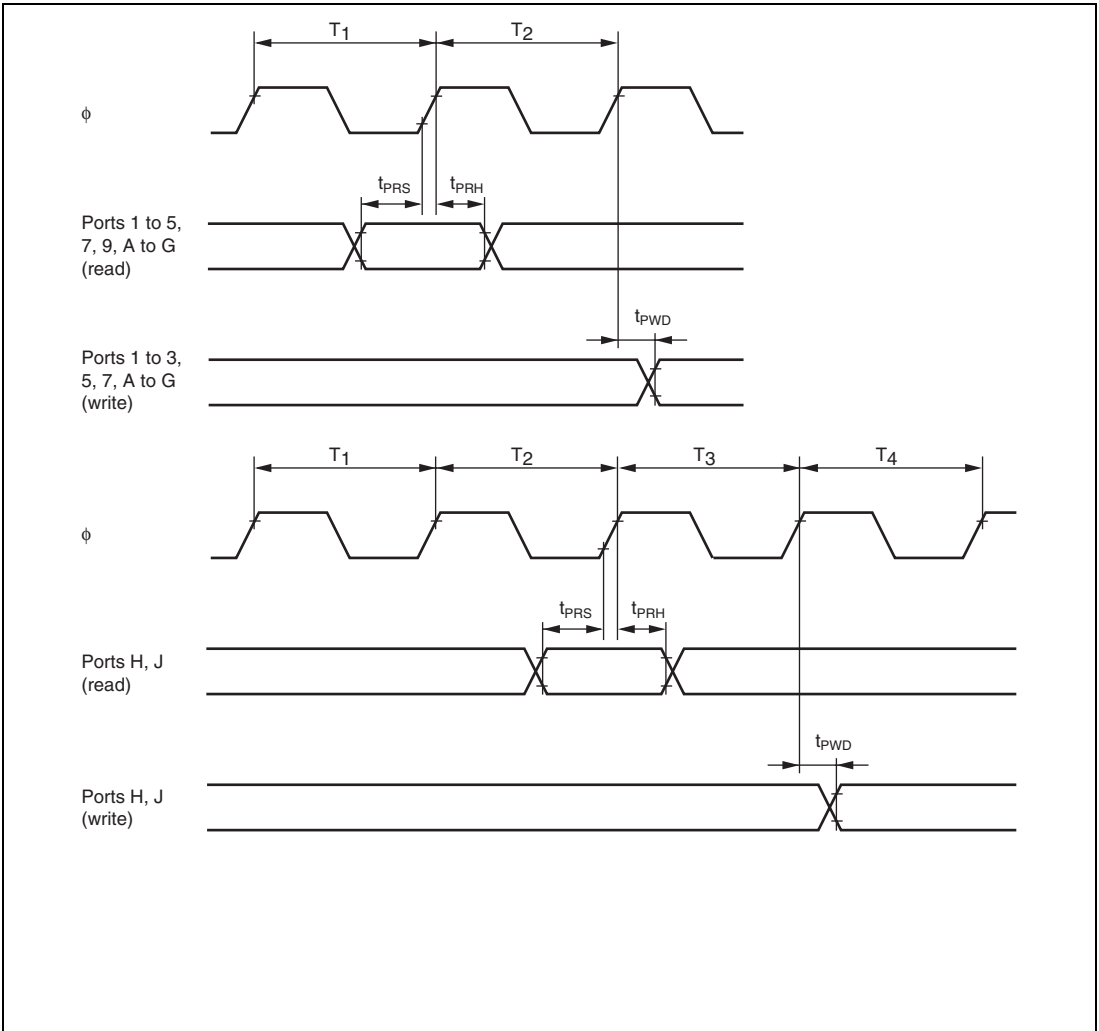 T1 T2
ϕ
tPRS tPRH
Ports 1 to 5,
7, 9, A to G
(read)
tPWD
Ports 1 to 3,
5, 7, A to G
(write)
T1 T2 T3 T4
ϕ
tPRS tPRH
Ports H, J
(read)
tPWD
Ports H, J
(write)